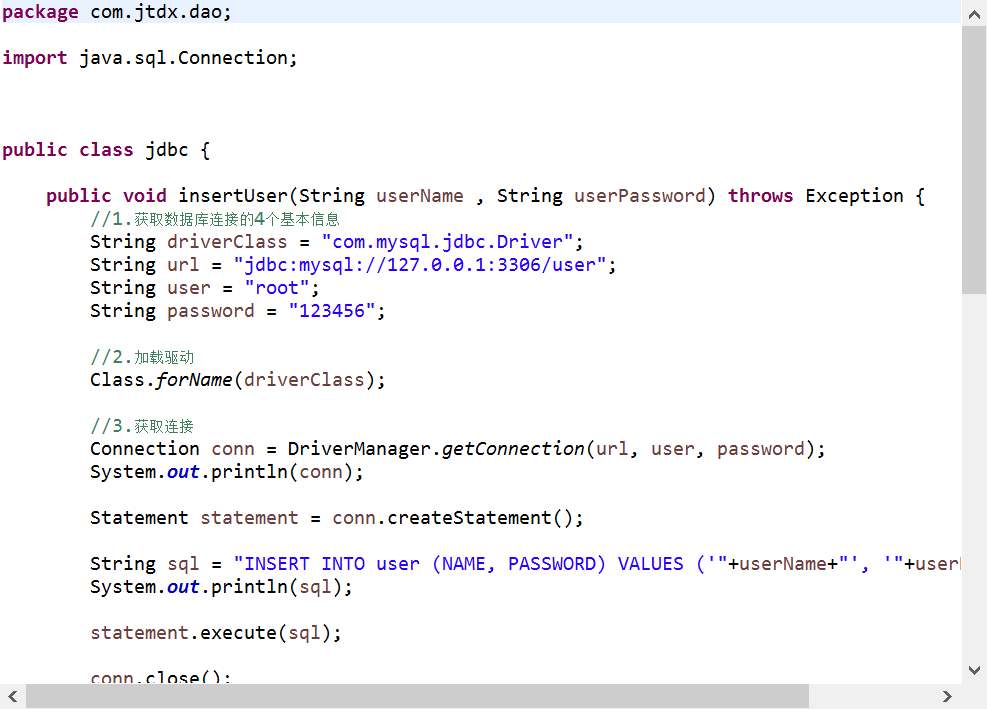 package com.jtdx.dao;
import java.sql.Connection;
public class jdbc {
public void insertUser(String userName , String userPassword) throws Exception {
//1.获取数据库连接的4个基本信息
String driverClass = "com.mysql.jdbc.Driver";
String url = "jdbc:mysql://127.0.0.1:3306/user";
String user = "root";
String password = "123456";
//2.加载驱动
Class.forName(driverClass);
//3.获取连接
Connection conn = DriverManager.getConnection(url, user, password);
System.out.println(conn);
Statement statement = conn.createStatement();
String sql = "INSERT INTO user (NAME, PASSWORD) VALUES ('"+userName+"', '"+user
System.out.println(sql);
statement.execute(sql);
conn.close();